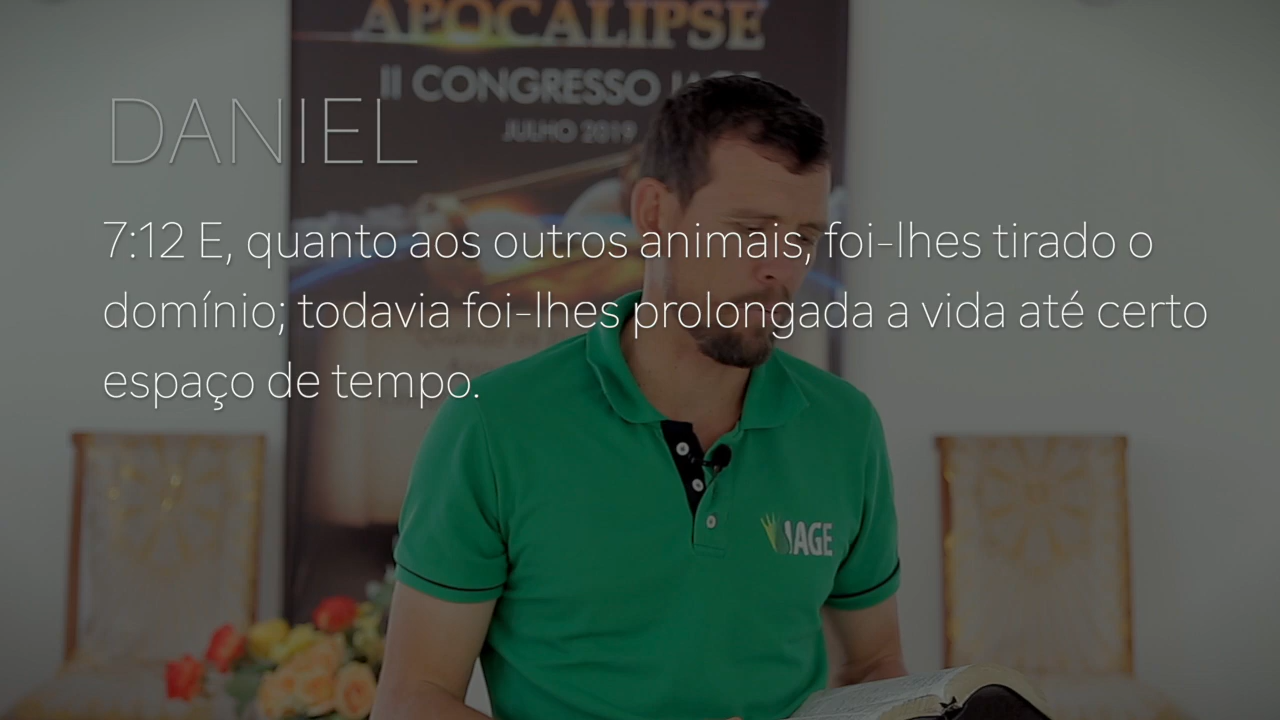 APOCALIPSE
II CONGRESSO IAGE
JULHO 2019
DANIEL
7:12 E, quanto aos outros animais, foi-lhes tirado o
domínio; todavia foi-lhes prolongada a vida até certo
espaço de tempo.
IAGE